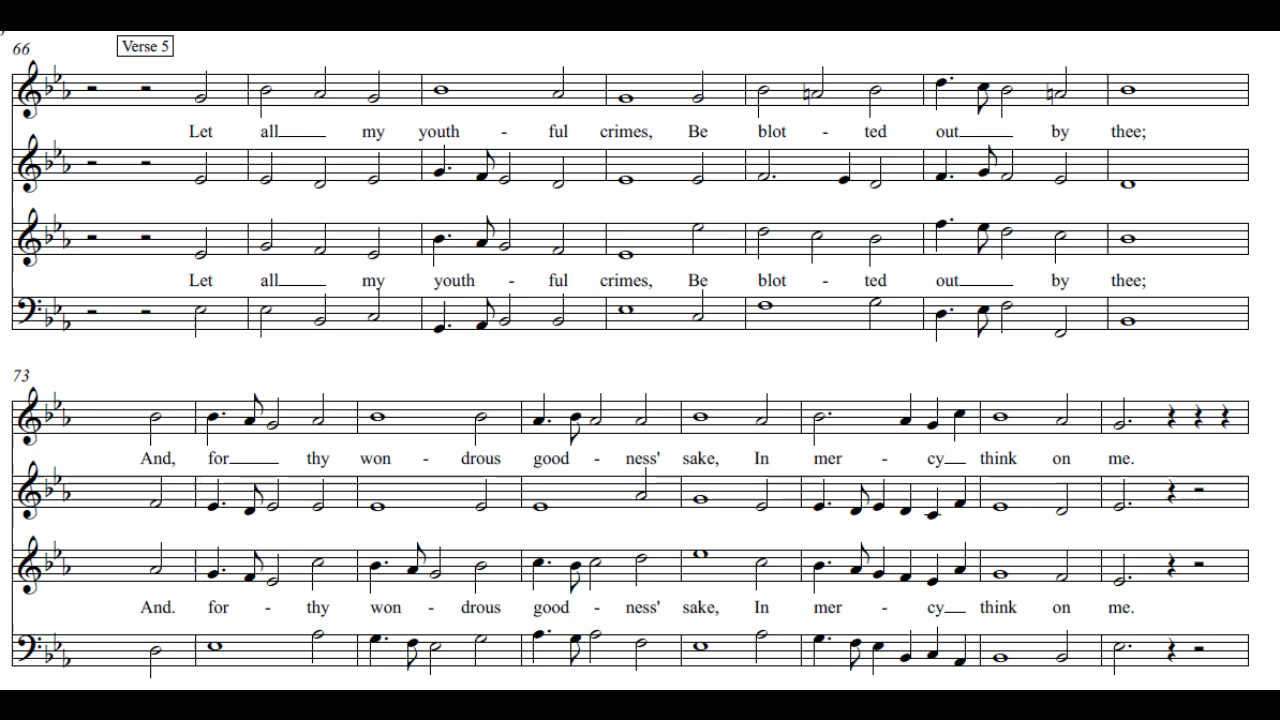 66 Verse 5
Let all my youth - ful crimes, Be blot - ted out by thee;
Let all my youth - ful crimes, Be blot - ted out by thee;
73
And, for thy won - drous good - ness' sake, In mer - cy think on me.
And. for - thy won - drous good - ness' sake, In mer - cy think on me.